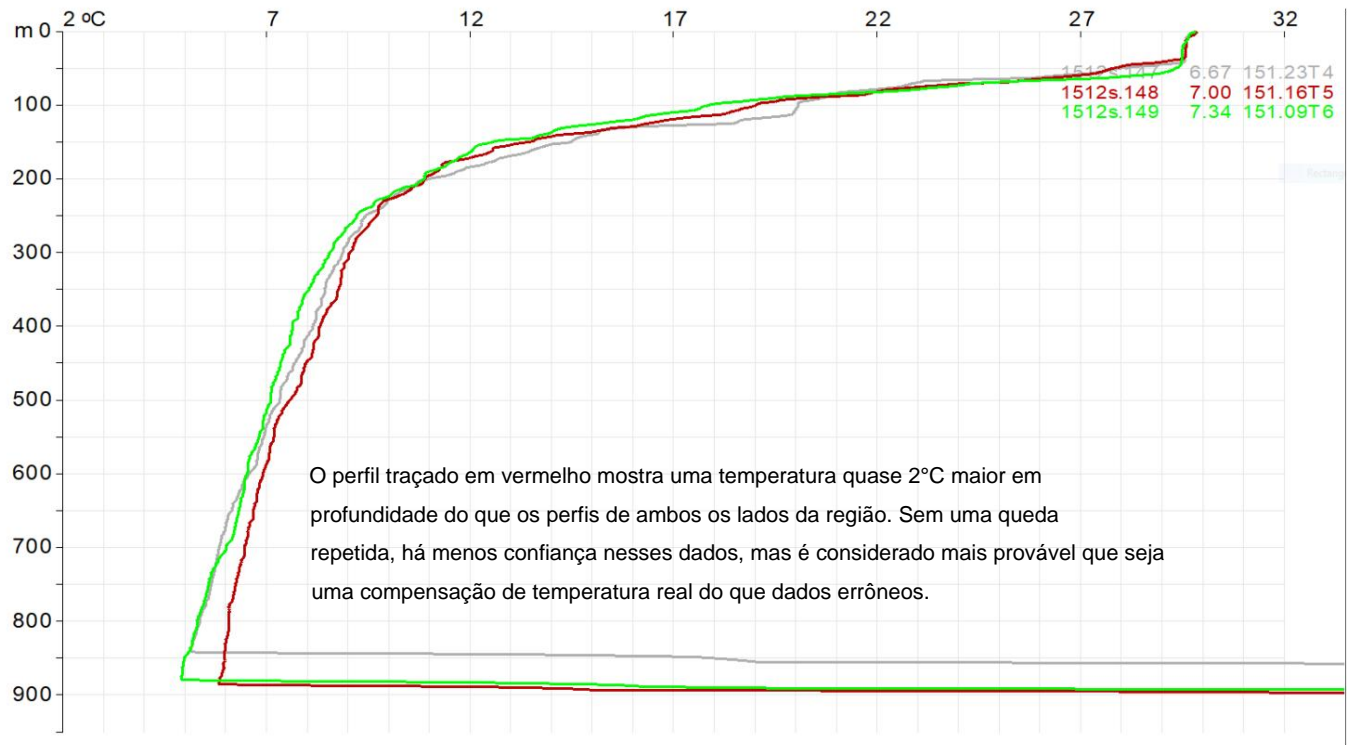 m 0 2 ºC 7 12 17 22 27 32
1512s.147 6.67 151.23T4
100 1512s.148 7.00 151.16T5
1512s.149 7.34 151.09T6
Rectang
200
300
400
500
600
O perfil traçado em vermelho mostra uma temperatura quase 2°C maior em
profundidade do que os perfis de ambos os lados da região. Sem uma queda
700
repetida, há menos confiança nesses dados, mas é considerado mais provável que seja
uma compensação de temperatura real do que dados errôneos.
800
900